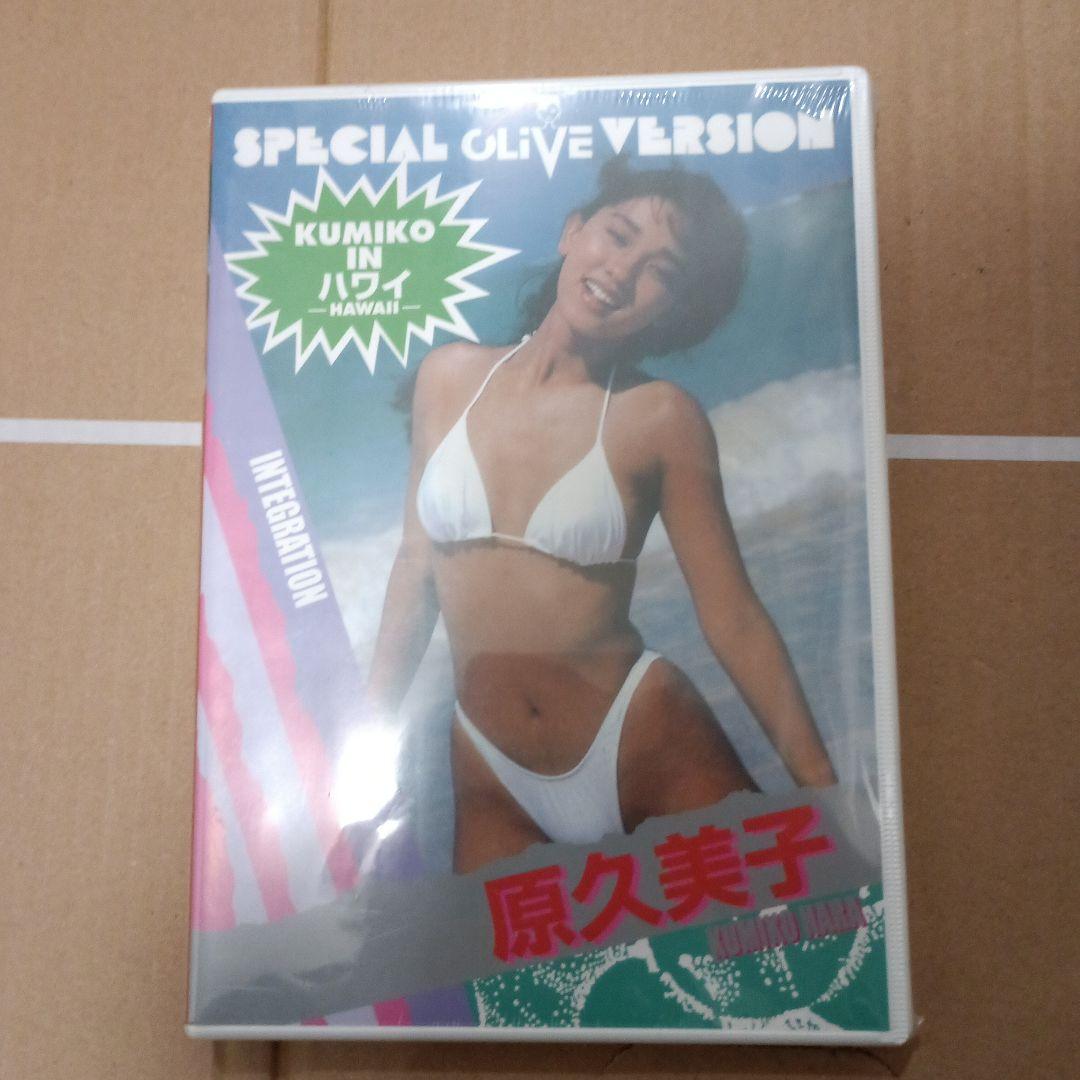 SPECIAL OLiVE VERSION
KUMIKO
IN
ハワイ
—HAWAII—
INTEGRATION
原久美子
KUMIKO HARA